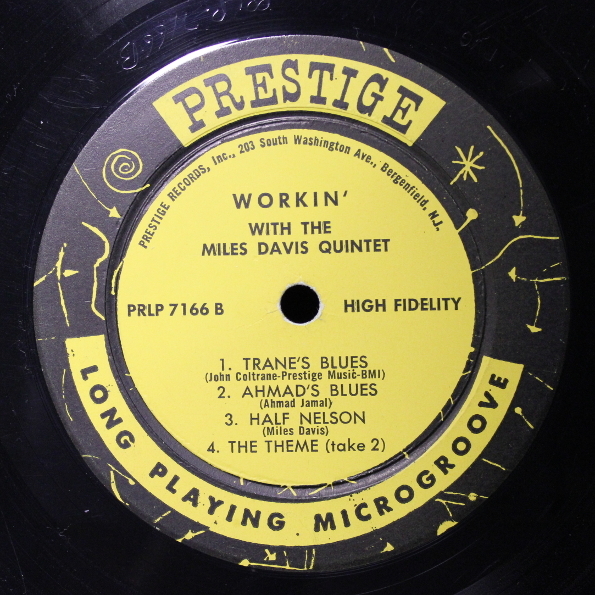 PRESTIGE
PRESTIGE RECORDS, Inc., 203 South Washington Ave., Bergenfield, N.J.
WORKIN'
WITH THE
MILES DAVIS QUINTET
PRLP 7166 B
HIGH FIDELITY
1. TRANE'S BLUES
(John Coltrane-Prestige Music-BMI)
2. AHMAD'S BLUES
(Ahmad Jamal)
3. HALF NELSON
(Miles Davis)
4. THE THEME (take 2)
LONG PLAYING MICROGROOVE